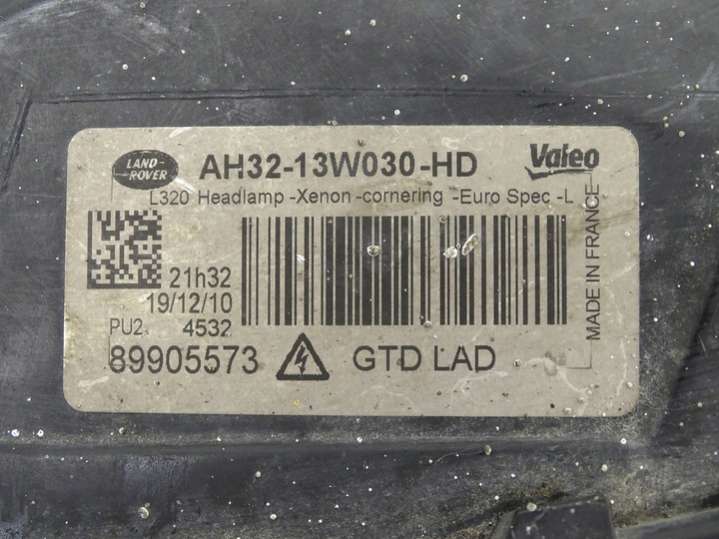 LAND-
ROVER
AH32-13W030-HD
Valeo
L320 Headlamp -Xenon -cornering -Euro Spec -L
21h32
19/12/10
PU2 4532
89905573
GTD LAD
MADE IN FRANCE